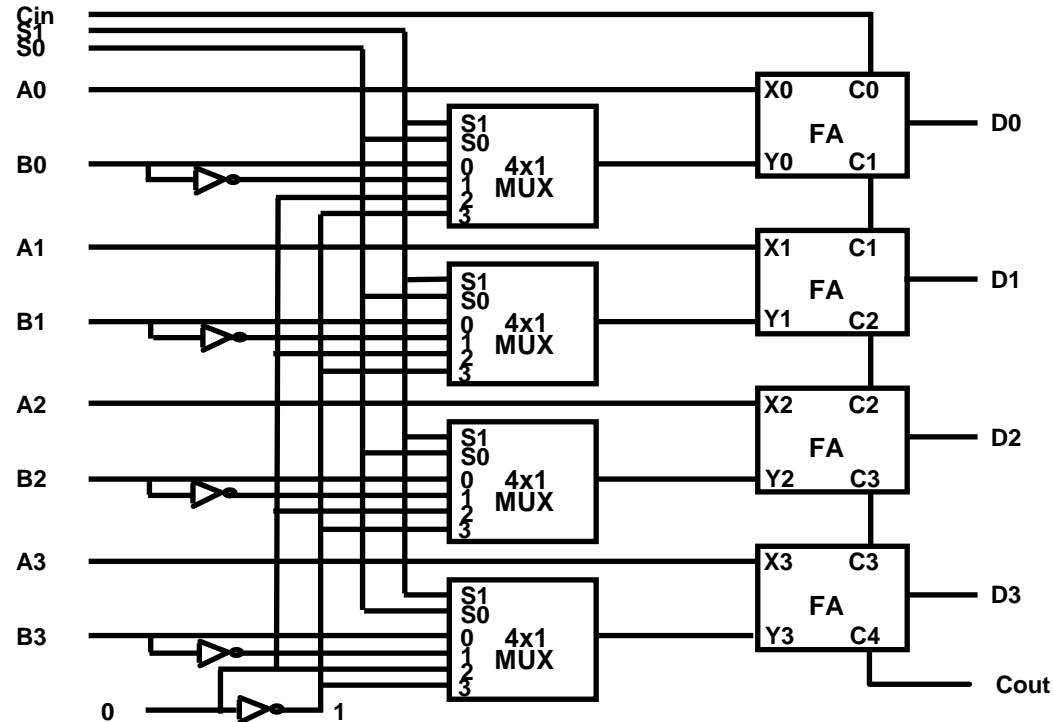 Cin
S1
S0
A0
X0 C0
D0
S1
S0
FA
B0
0
4x1
Y0 C1
1
MUX
2
3
A1
X1 C1
S1
D1
S0
FA
B1
0
4x1
Y1 C2
1
MUX
2
3
A2
X2 C2
S1
D2
S0
FA
B2
0
4x1
Y2 C3
1
MUX
2
3
A3
X3 C3
S1
D3
S0
FA
B3
0
4x1
Y3 C4
1
MUX
2
3
Cout
0 1